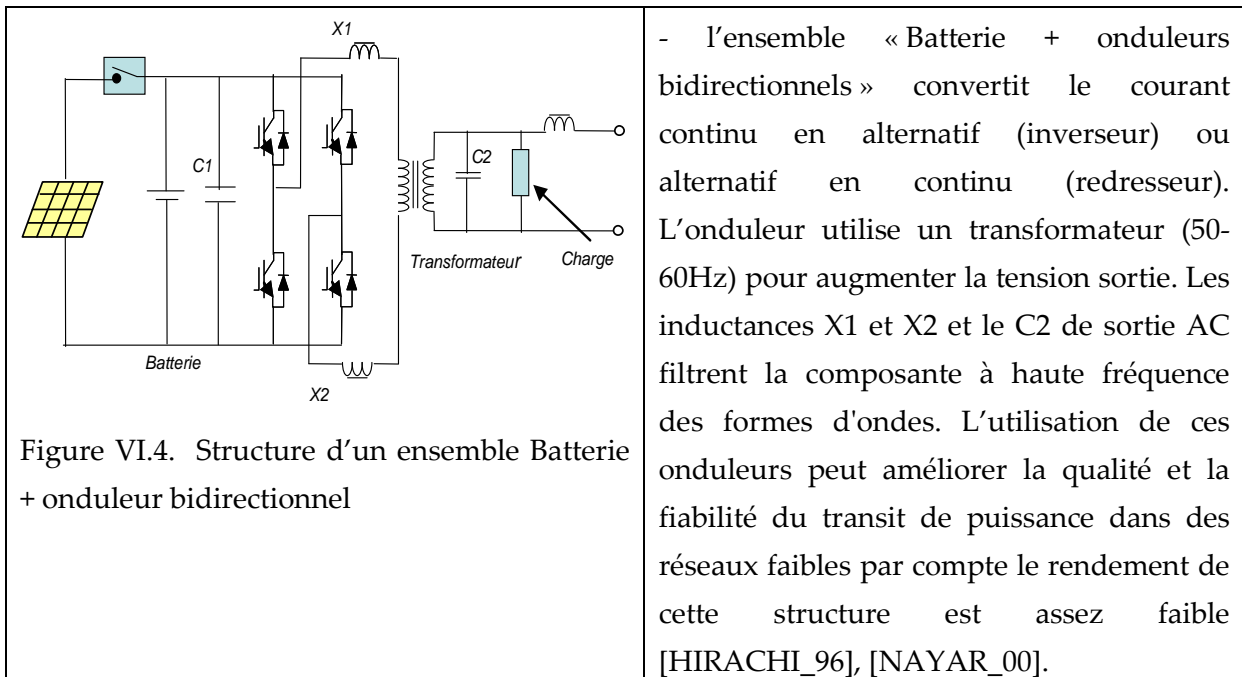 X1
C1
C2
Transformateur
Charge
Batterie
X2
Figure VI.4. Structure d’un ensemble Batterie
+ onduleur bidirectionnel
- l’ensemble « Batterie + onduleurs
bidirectionnels » convertit le courant
continu en alternatif (inverseur) ou
alternatif en continu (redresseur).
L’onduleur utilise un transformateur (50-
60Hz) pour augmenter la tension sortie. Les
inductances X1 et X2 et le C2 de sortie AC
filtrent la composante à haute fréquence
des formes d'ondes. L’utilisation de ces
onduleurs peut améliorer la qualité et la
fiabilité du transit de puissance dans des
réseaux faibles par compte le rendement de
cette structure est assez faible
[HIRACHI_96], [NAYAR_00].